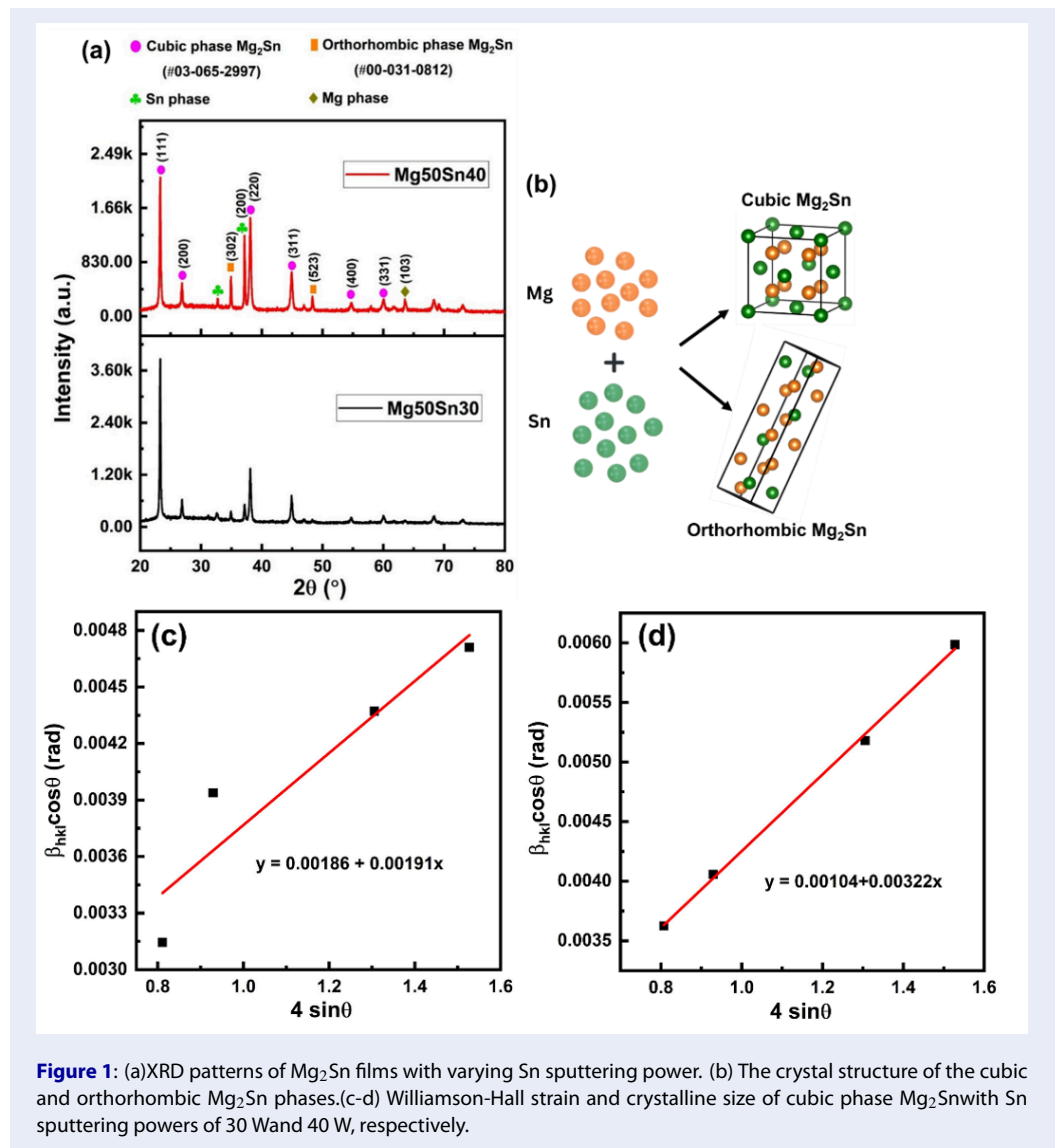 (a)
Cubic phase Mg₂Sn
(#03-065-2997)
Orthorhombic phase Mg₂Sn
(#00-031-0812)
Sn phase
Mg phase
Intensity (a.u.)
2.49k
1.66k
830.00
0.00
(111)
(200)
(302)
(200)
(220)
(311)
(523)
(400)
(331)
(103)
Mg50Sn40
3.60k
2.40k
1.20k
0.00
Mg50Sn30
20 30 40 50 60 70 80
2θ (°)
(b)
Mg
+
Sn
Cubic Mg₂Sn
Orthorhombic Mg₂Sn
(c)
βhklcosθ (rad)
0.0048
0.0045
0.0042
0.0039
0.0036
0.0033
0.0030
y = 0.00186 + 0.00191x
0.8 1.0 1.2 1.4 1.6
4 sinθ
(d)
βhklcosθ (rad)
0.0060
0.0055
0.0050
0.0045
0.0040
0.0035
y = 0.00104+0.00322x
0.8 1.0 1.2 1.4 1.6
4 sinθ
Figure 1: (a)XRD patterns of Mg₂Sn films with varying Sn sputtering power. (b) The crystal structure of the cubic
and orthorhombic Mg₂Sn phases.(c-d) Williamson-Hall strain and crystalline size of cubic phase Mg₂Snwith Sn
sputtering powers of 30 Wand 40 W, respectively.